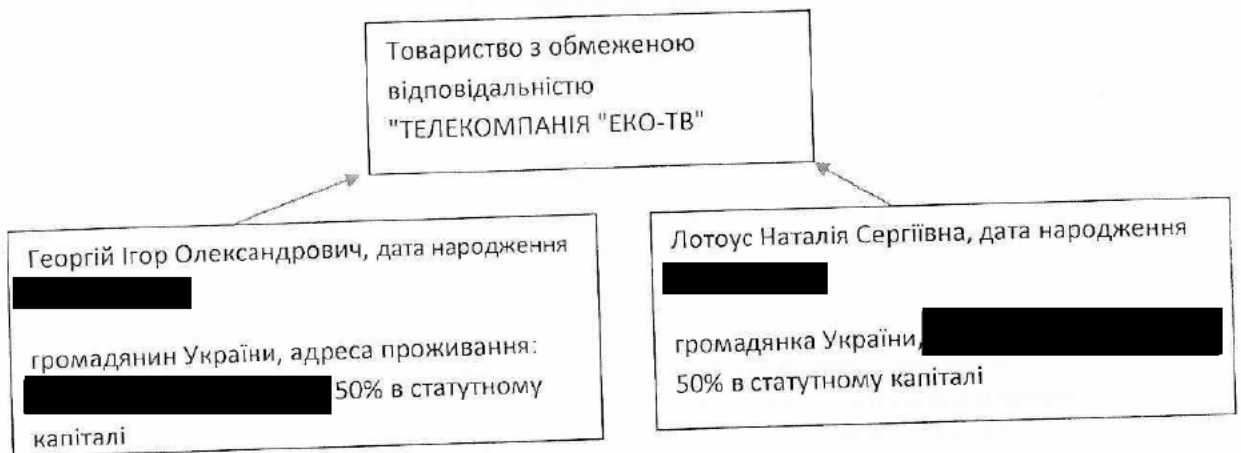 Товариство з обмеженою
відповідальністю
"ТЕЛЕКОМПАНІЯ "ЕКО-ТВ"
Георгій Ігор Олександрович, дата народження
громадянин України, адреса проживання:
50% в статутному
капіталі
Лотоус Наталія Сергіївна, дата народження
громадянка України,
50% в статутному капіталі